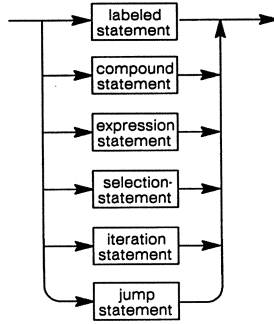 labeled
statement
compound
statement
expression
statement
selection-
statement
iteration
statement
jump
statement